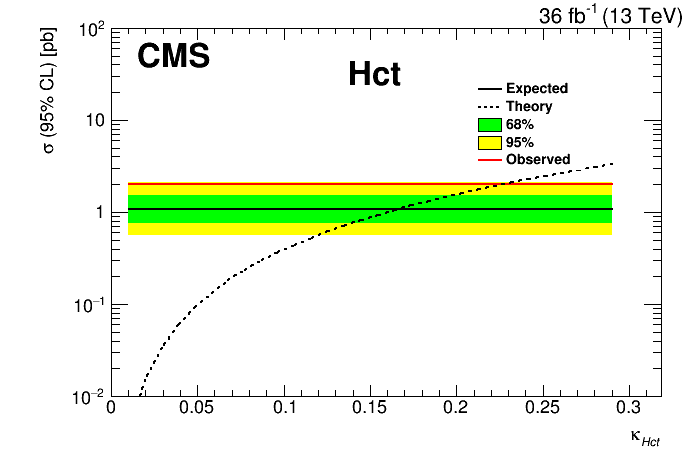 36 fb⁻¹ (13 TeV)
CMS
Hct
Expected
Theory
68%
95%
Observed
σ (95% CL) [pb]
10²
10
1
10⁻¹
10⁻²
0 0.05 0.1 0.15 0.2 0.25 0.3
κ_Hct